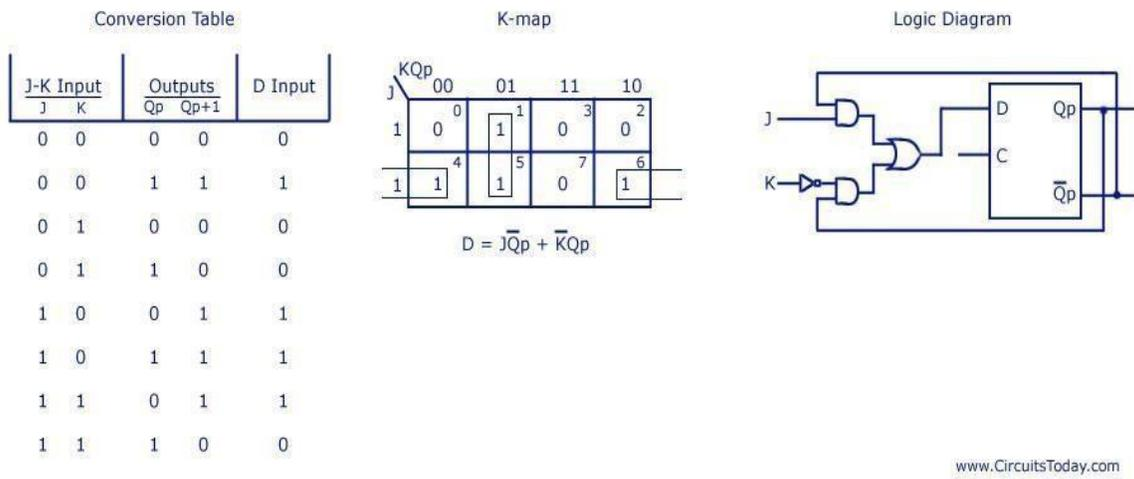 Conversion Table
J-K Input Outputs D Input
J K Qp Qp+1
0 0 0 0 0
0 0 1 1 1
0 1 0 0 0
0 1 1 0 0
1 0 0 1 1
1 0 1 1 1
1 1 0 1 1
1 1 1 0 0
K-map
KQp
J 00 01 11 10
1 0 0 1 1 0 3 0 2
1 1 4 1 5 0 7 1 6
D = JQ̅p + K̅Qp
Logic Diagram
J
K
D Qp
C
Q̅p
www.CircuitsToday.com